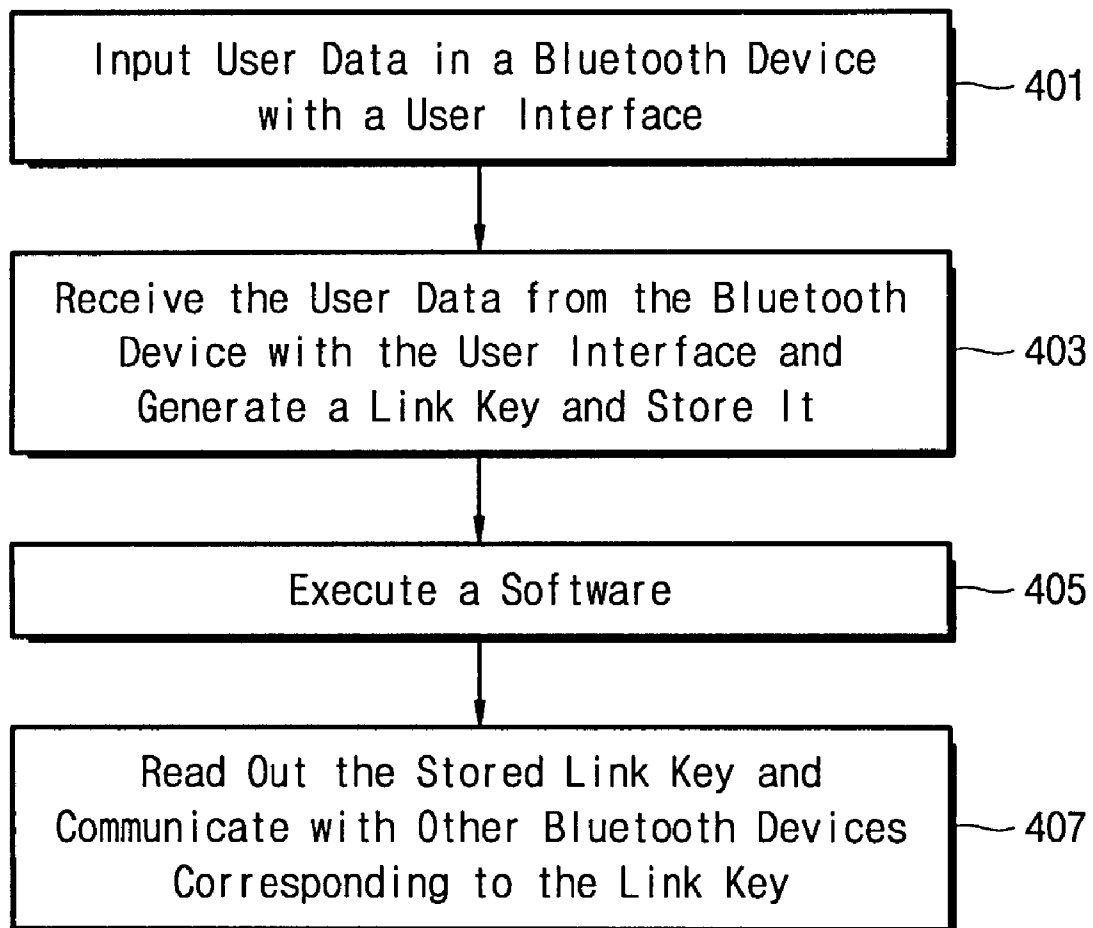 Input User Data in a Bluetooth Device
with a User Interface
401
Receive the User Data from the Bluetooth
Device with the User Interface and
Generate a Link Key and Store It
403
Execute a Software
405
Read Out the Stored Link Key and
Communicate with Other Bluetooth Devices
Corresponding to the Link Key
407